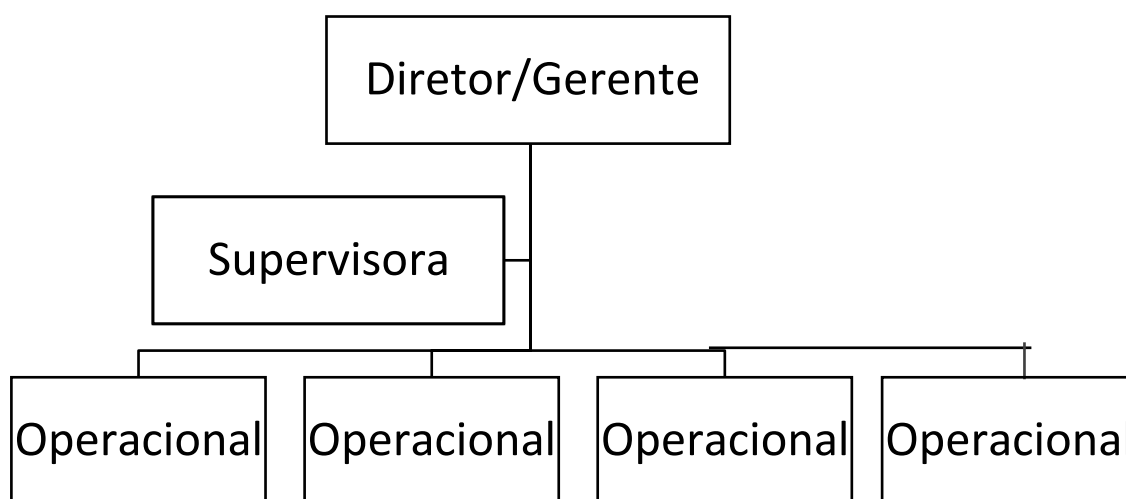 Diretor/Gerente
Supervisora
Operacional
Operacional
Operacional
Operacional